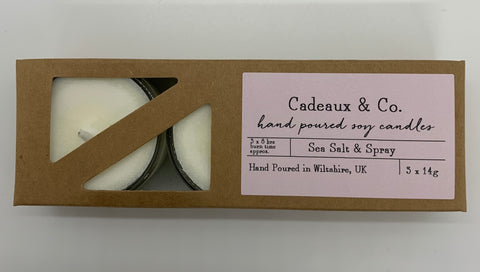 Cadeaux & Co.
hand poured soy candles
3 x 8 hrs
burn time
approx.
Sea Salt & Spray
Hand Poured in Wiltshire, UK
3 x 14g